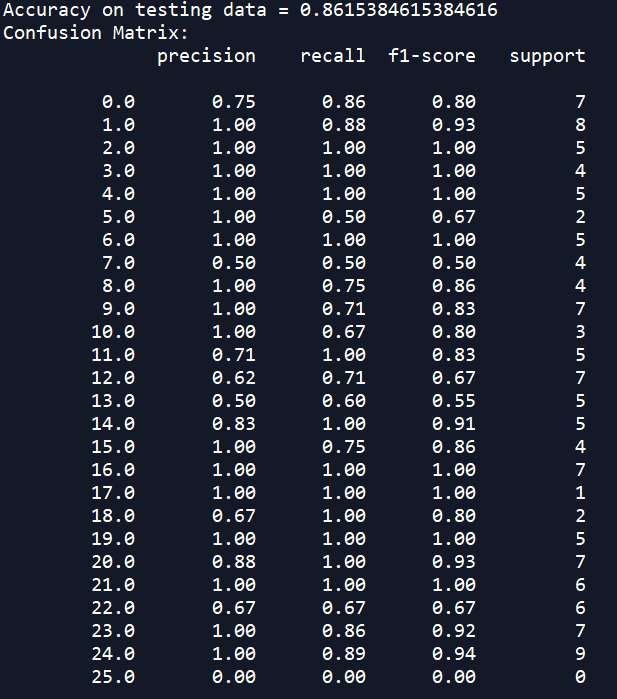 Accuracy on testing data = 0.8615384615384616
Confusion Matrix:
precision recall f1-score support
0.0 0.75 0.86 0.80 7
1.0 1.00 0.88 0.93 8
2.0 1.00 1.00 1.00 5
3.0 1.00 1.00 1.00 4
4.0 1.00 1.00 1.00 5
5.0 1.00 0.50 0.67 2
6.0 1.00 1.00 1.00 5
7.0 0.50 0.50 0.50 4
8.0 1.00 0.75 0.86 4
9.0 1.00 0.71 0.83 7
10.0 1.00 0.67 0.80 3
11.0 0.71 1.00 0.83 5
12.0 0.62 0.71 0.67 7
13.0 0.50 0.60 0.55 5
14.0 0.83 1.00 0.91 5
15.0 1.00 0.75 0.86 4
16.0 1.00 1.00 1.00 7
17.0 1.00 1.00 1.00 1
18.0 0.67 1.00 0.80 2
19.0 1.00 1.00 1.00 5
20.0 0.88 1.00 0.93 7
21.0 1.00 1.00 1.00 6
22.0 0.67 0.67 0.67 6
23.0 1.00 0.86 0.92 7
24.0 1.00 0.89 0.94 9
25.0 0.00 0.00 0.00 0